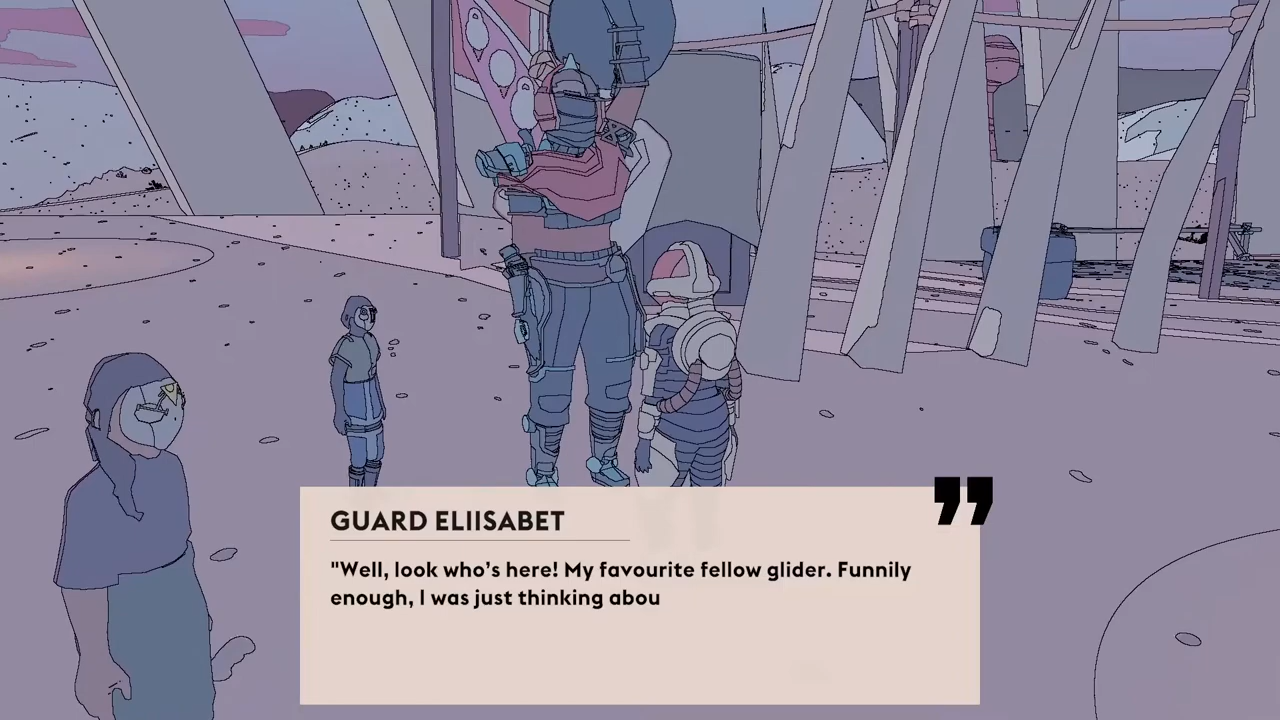 GUARD ELIISABET
"Well, look who's here! My favourite fellow glider. Funnily
enough, I was just thinking abou